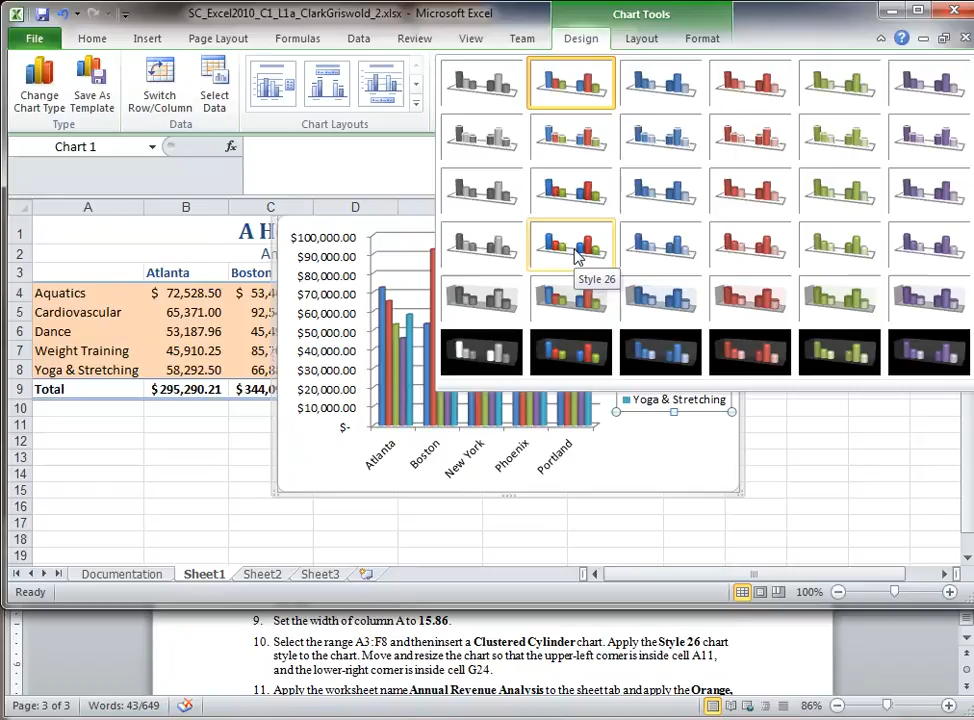 SC_Excel2010_C1_L1a_ClarkGriswold_2.xlsx - Microsoft Excel
Chart Tools
File Home Insert Page Layout Formulas Data Review View Team Design Layout Format
Change Chart Type
Save As Template
Switch Row/Column
Select Data
Type Data Chart Layouts
Chart 1
fx
A B C D
1 A H
2 An
3 Atlanta Boston
4 Aquatics $ 72,528.50 $ 53,4
5 Cardiovascular 65,371.00 92,5
6 Dance 53,187.96 45,4
7 Weight Training 45,910.25 85,7
8 Yoga & Stretching 58,292.50 66,8
9 Total $ 295,290.21 $ 344,0
10
11
12
13
14
15
16
17
18
19
$100,000.00
$90,000.00
$80,000.00
$70,000.00
$60,000.00
$50,000.00
$40,000.00
$30,000.00
$20,000.00
$10,000.00
$-
Atlanta Boston New York Phoenix Portland
Yoga & Stretching
Style 26
Documentation Sheet1 Sheet2 Sheet3
Ready 100%
9. Set the width of column A to 15.86.
10. Select the range A3:F8 and then insert a Clustered Cylinder chart. Apply the Style 26 chart
style to the chart. Move and resize the chart so that the upper-left corner is inside cell A11,
and the lower-right corner is inside cell G24.
11. Apply the worksheet name Annual Revenue Analysis to the sheet tab and apply the Orange,
Page: 3 of 3 Words: 43/649 86%